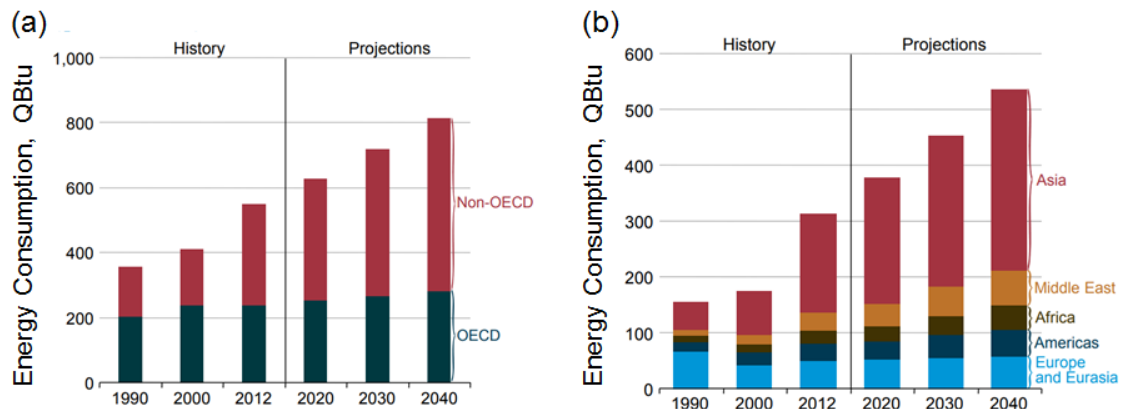 (a)
History Projections
Energy Consumption, QBtu
1,000
800
600
400
200
0
Non-OECD
OECD
1990 2000 2012 2020 2030 2040
(b)
History Projections
Energy Consumption, QBtu
600
500
400
300
200
100
0
Asia
Middle East
Africa
Americas
Europe
and Eurasia
1990 2000 2012 2020 2030 2040